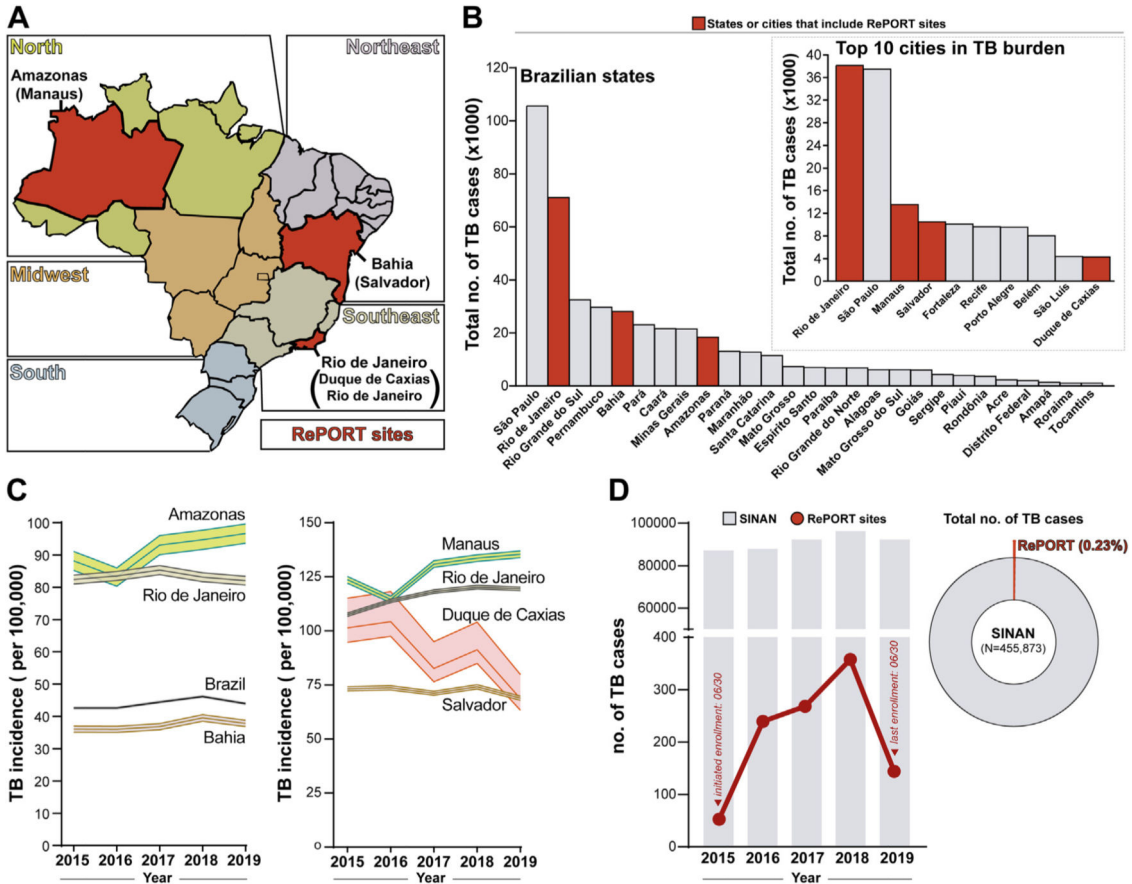 A
North
Northeast
Amazonas
(Manaus)
Bahia
(Salvador)
Midwest
Southeast
South
Rio de Janeiro
(Duque de Caxias
Rio de Janeiro)
RePORT sites
B
States or cities that include RePORT sites
Brazilian states
Total no. of TB cases (x1000)
120
100
80
60
40
20
0
São Paulo
Rio de Janeiro
Rio Grande do Sul
Pernambuco
Bahia
Pará
Caará
Minas Gerais
Amazonas
Paraná
Maranhão
Santa Catarina
Mato Grosso
Espírito Santo
Paraíba
Rio Grande do Norte
Alagoas
Mato Grosso do Sul
Goiás
Sergipe
Piauí
Rondônia
Acre
Distrito Federal
Amapá
Roraima
Tocantins
Top 10 cities in TB burden
Total no. of TB cases (x1000)
40
36
32
28
24
20
16
12
8
4
0
Rio de Janeiro
São Paulo
Manaus
Salvador
Fortaleza
Recife
Porto Alegre
Belém
São Luis
Duque de Caxias
C
TB incidence ( per 100,000)
100
90
80
70
60
50
40
30
20
10
0
Amazonas
Rio de Janeiro
Brazil
Bahia
2015 2016 2017 2018 2019
Year
TB incidence ( per 100,000)
150
125
100
75
50
25
0
Manaus
Rio de Janeiro
Duque de Caxias
Salvador
2015 2016 2017 2018 2019
Year
D
SINAN RePORT sites
no. of TB cases
100000
80000
60000
400
300
200
100
0
initiated enrollment: 06/30
last enrollment: 06/30
2015 2016 2017 2018 2019
Year
Total no. of TB cases
RePORT (0.23%)
SINAN
(N=455,873)